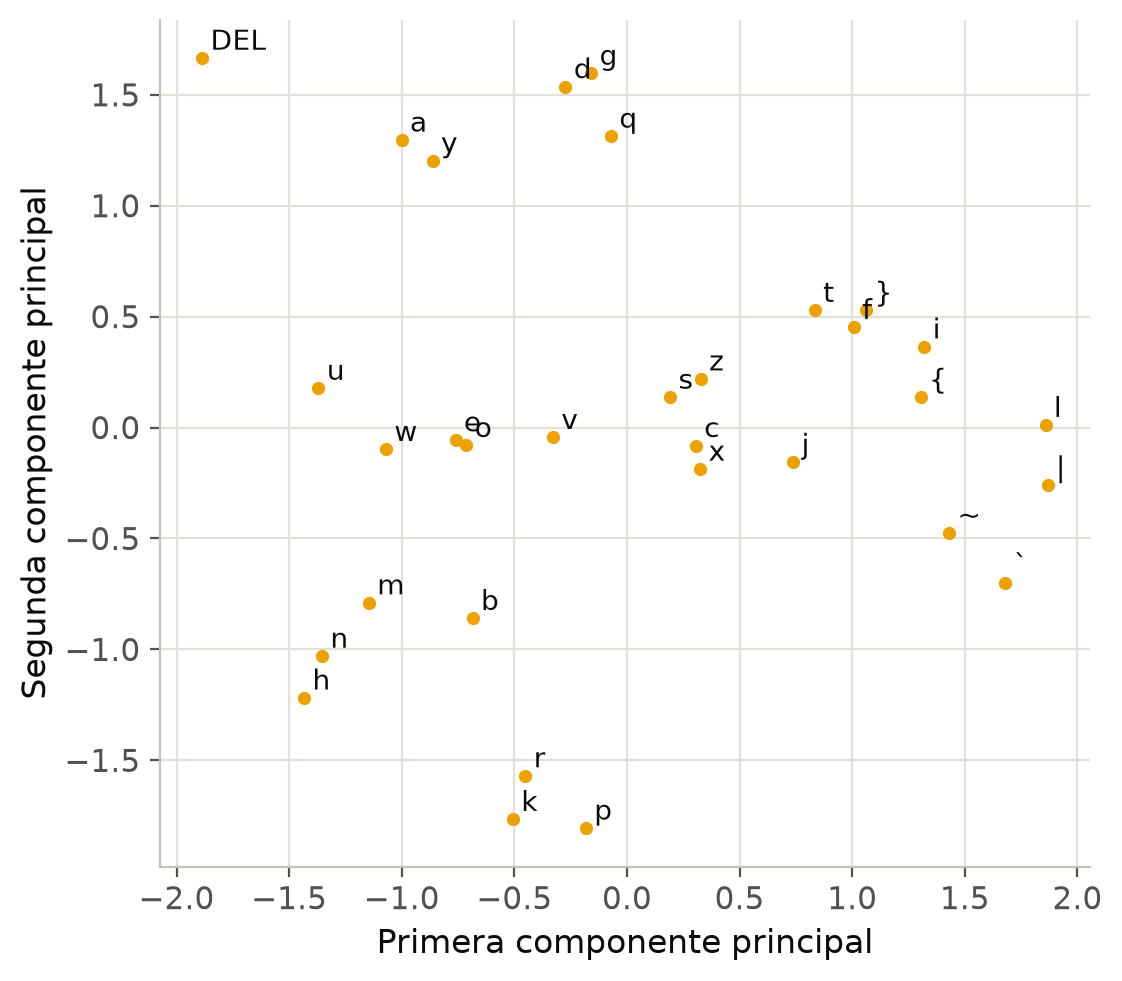 DEL
g
d
q
a
y
1.5
1.0
t
}
f
0.5
i
z
{
u
s
l
v
e
o
w
c
0.0
x
j
|
~
−0.5
`
m
b
n
−1.0
h
r
−1.5
k
p
−2.0 −1.5 −1.0 −0.5 0.0 0.5 1.0 1.5 2.0
Primera componente principal
Segunda componente principal